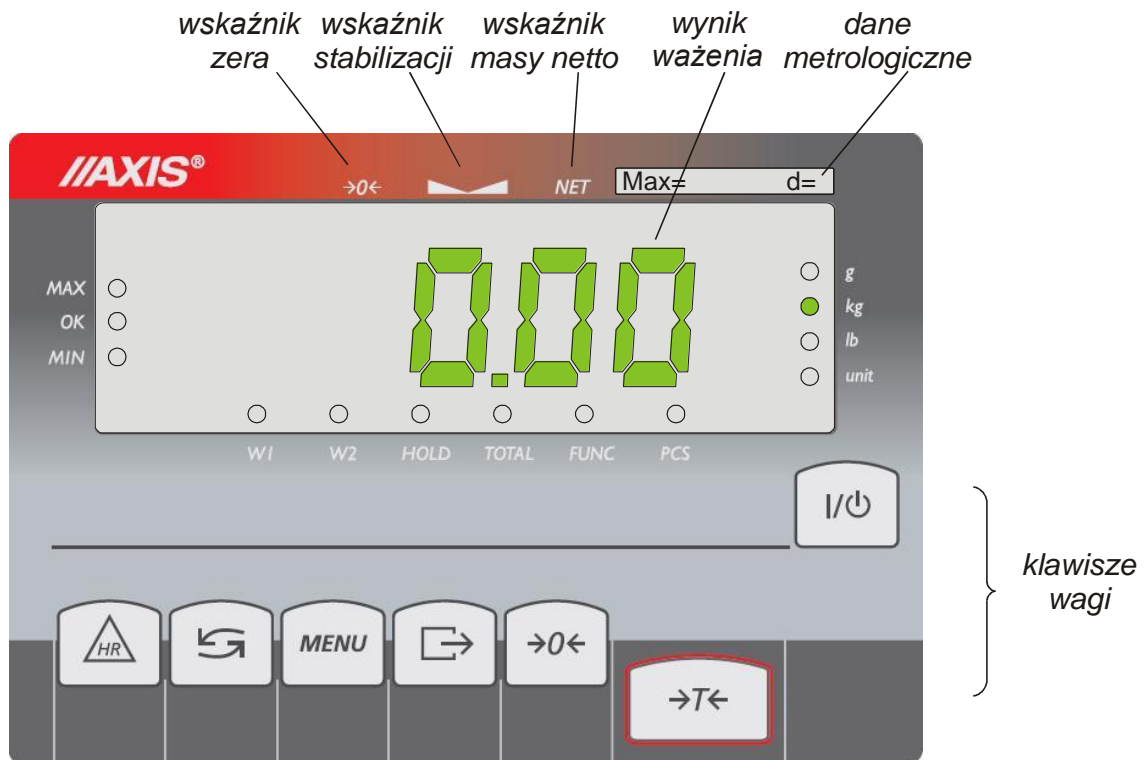 wskaźnik zera
wskaźnik stabilizacji
wskaźnik masy netto
wynik ważenia
dane metrologiczne
//AXIS®
→0←
NET
Max= d=
0.00
MAX
OK
MIN
g
kg
lb
unit
W1 W2 HOLD TOTAL FUNC PCS
I/⏻
klawisze
wagi
HR
MENU
→0←
→T←